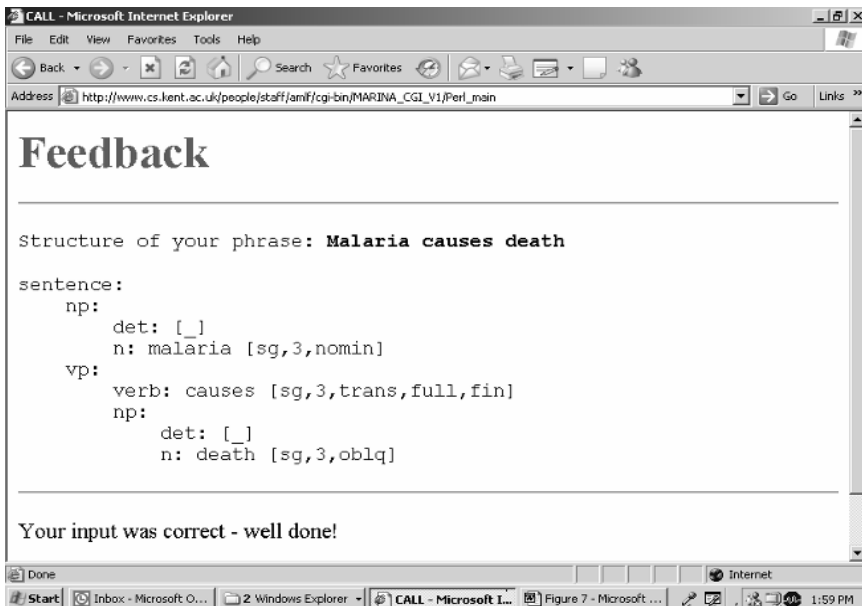 CALL - Microsoft Internet Explorer
File Edit View Favorites Tools Help
Back Search Favorites
Address http://www.cs.kent.ac.uk/people/staff/amlf/cgi-bin/MARINA_CGI_V1/Perl_main Go Links »
Feedback
Structure of your phrase: Malaria causes death
sentence:
np:
det: [_]
n: malaria [sg,3,nomin]
vp:
verb: causes [sg,3,trans,full,fin]
np:
det: [_]
n: death [sg,3,oblq]
Your input was correct - well done!
Done Internet
Start Inbox - Microsoft O... 2 Windows Explorer CALL - Microsoft I... Figure 7 - Microsoft ... 1:59 PM